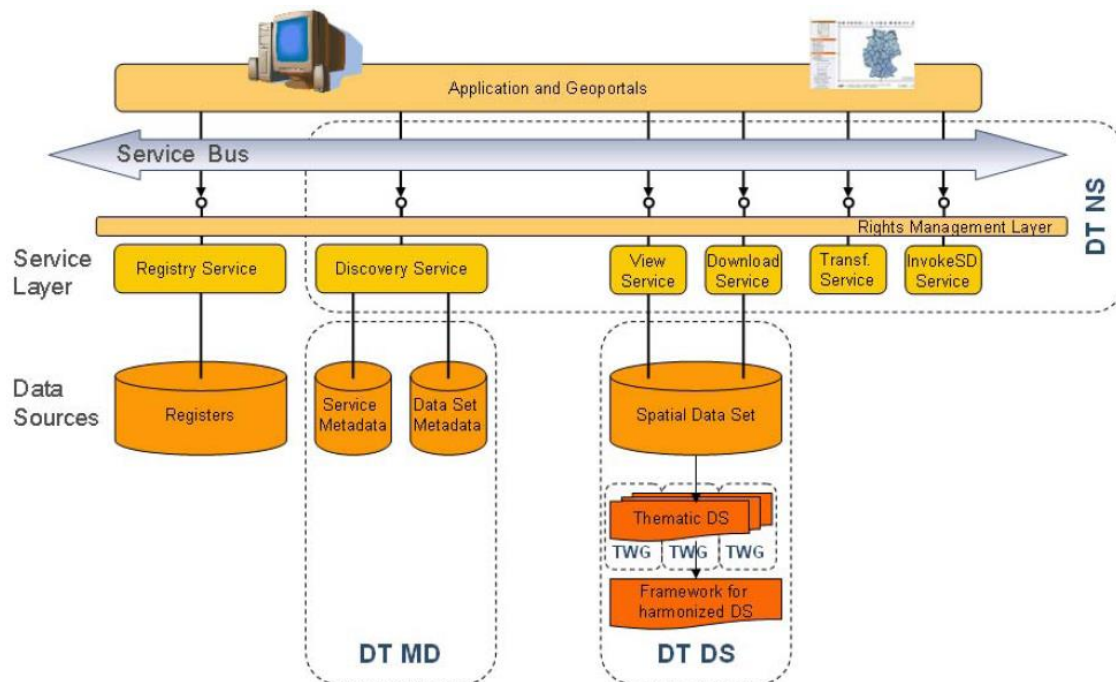 Application and Geoportals
Service Bus
DT NS
Rights Management Layer
Service
Layer
Registry Service
Discovery Service
View
Service
Download
Service
Transf.
Service
InvokeSD
Service
Data
Sources
Registers
Service
Metadata
Data Set
Metadata
Spatial Data Set
Thematic DS
TWG
TWG
TWG
Framework for
harmonized DS
DT MD
DT DS